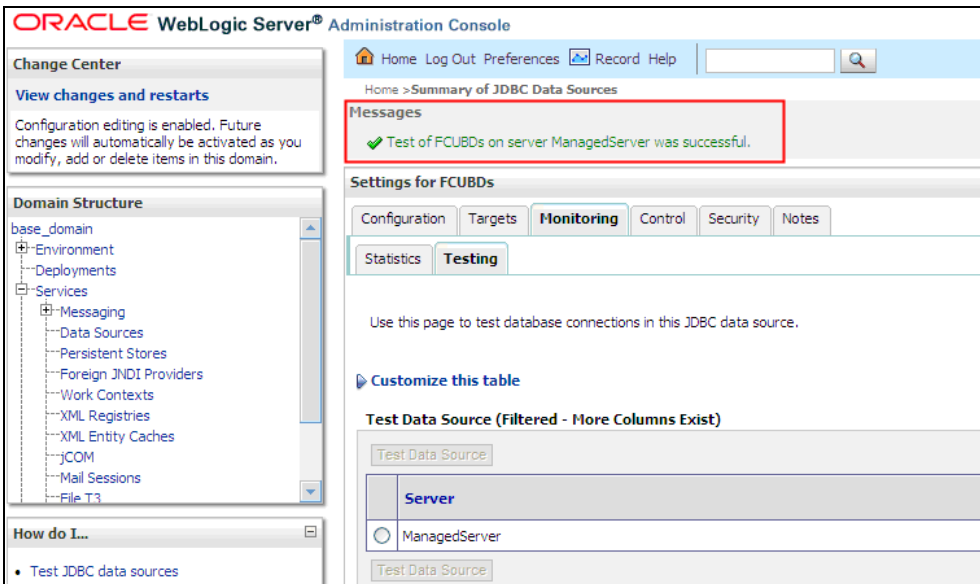 ORACLE WebLogic Server® Administration Console
Change Center
View changes and restarts
Configuration editing is enabled. Future
changes will automatically be activated as you
modify, add or delete items in this domain.
Domain Structure
base_domain
Environment
Deployments
Services
Messaging
Data Sources
Persistent Stores
Foreign JNDI Providers
Work Contexts
XML Registries
XML Entity Caches
jCOM
Mail Sessions
File T3
How do I...
Test JDBC data sources
Home Log Out Preferences Record Help
Home >Summary of JDBC Data Sources
Messages
Test of FCUBDs on server ManagedServer was successful.
Settings for FCUBDs
Configuration Targets Monitoring Control Security Notes
Statistics Testing
Use this page to test database connections in this JDBC data source.
Customize this table
Test Data Source (Filtered - More Columns Exist)
Test Data Source
Server
ManagedServer
Test Data Source